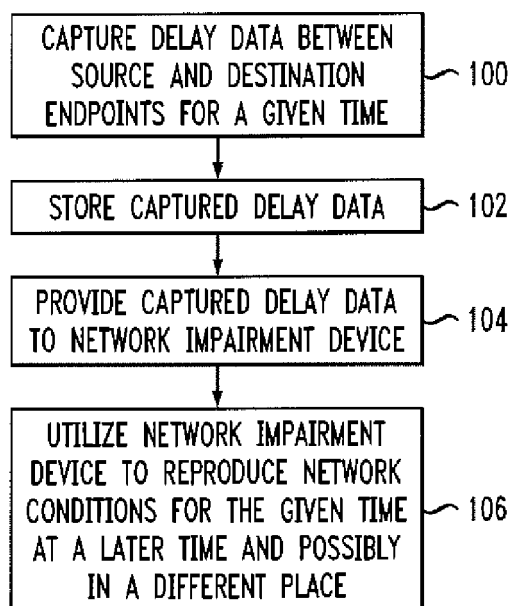 CAPTURE DELAY DATA BETWEEN
SOURCE AND DESTINATION
ENDPOINTS FOR A GIVEN TIME
100
STORE CAPTURED DELAY DATA
102
PROVIDE CAPTURED DELAY DATA
TO NETWORK IMPAIRMENT DEVICE
104
UTILIZE NETWORK IMPAIRMENT
DEVICE TO REPRODUCE NETWORK
CONDITIONS FOR THE GIVEN TIME
AT A LATER TIME AND POSSIBLY
IN A DIFFERENT PLACE
106